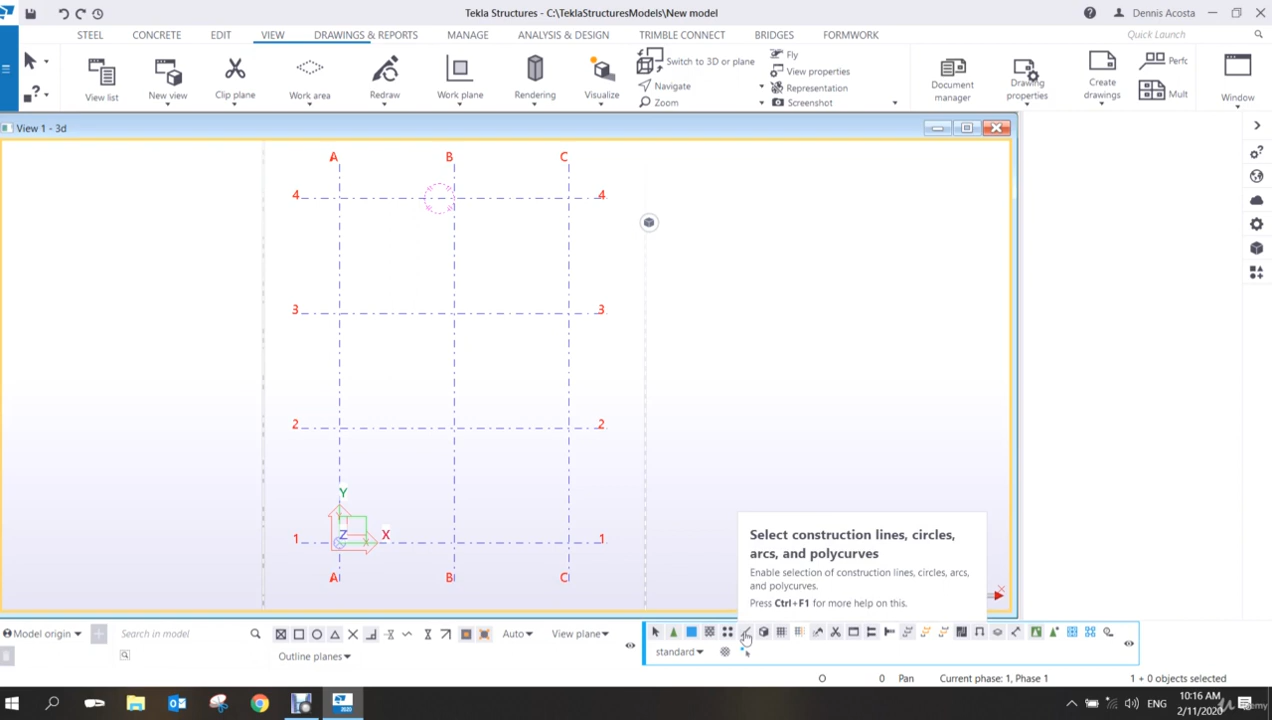 Tekla Structures - C:\TeklaStructuresModels\New model
Dennis Acosta
STEEL CONCRETE EDIT VIEW DRAWINGS & REPORTS MANAGE ANALYSIS & DESIGN TRIMBLE CONNECT BRIDGES FORMWORK
Quick Launch
View list
New view
Clip plane
Work area
Redraw
Work plane
Rendering
Visualize
Switch to 3D or plane
Navigate
Zoom
Fly
View properties
Representation
Screenshot
Document
manager
Drawing
properties
Create
drawings
Perfc
Mult
Window
View 1 - 3d
A B C
4 4
3 3
2 2
Y
Z X
1 1
A B C
Select construction lines, circles,
arcs, and polycurves
Enable selection of construction lines, circles, arcs,
and polycurves.
Press Ctrl+F1 for more help on this.
Model origin
Search in model
Auto
View plane
Outline planes
standard
O 0 Pan Current phase: 1, Phase 1 1 + 0 objects selected
2020
ENG
10:16 AM
2/11/2020
Udemy